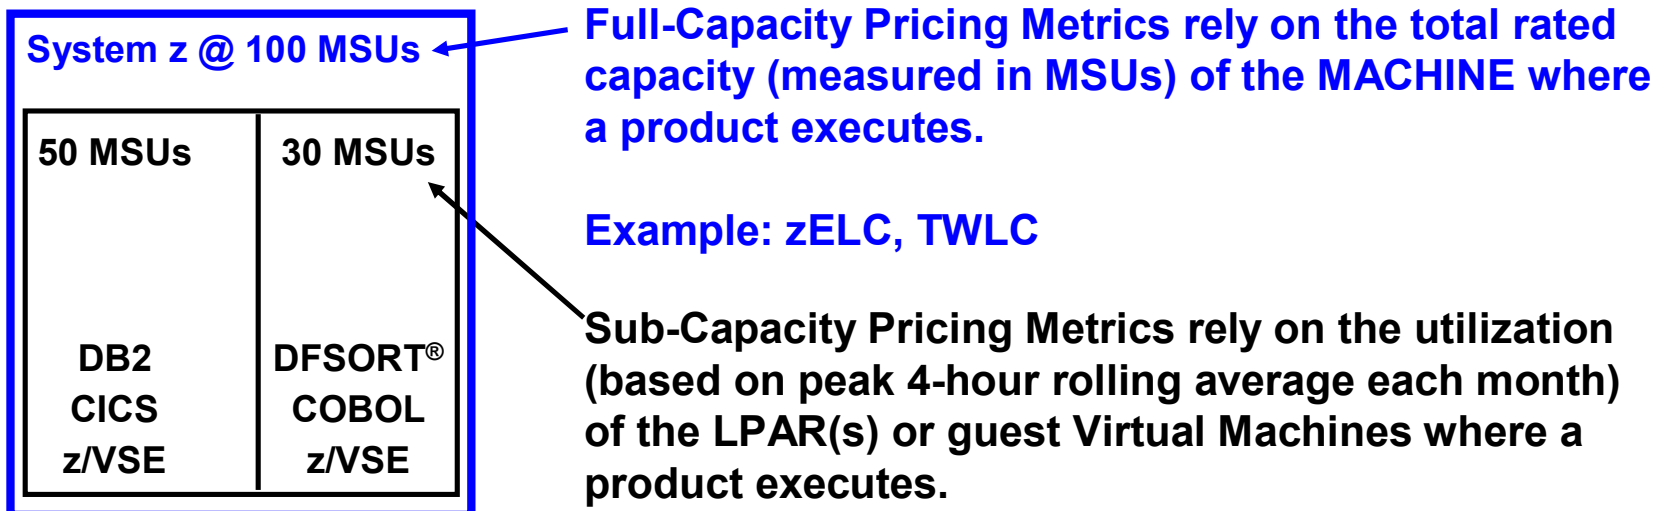 System z @ 100 MSUs
50 MSUs
DB2
CICS
z/VSE
30 MSUs
DFSORT®
COBOL
z/VSE
Full-Capacity Pricing Metrics rely on the total rated
capacity (measured in MSUs) of the MACHINE where
a product executes.
Example: zELC, TWLC
Sub-Capacity Pricing Metrics rely on the utilization
(based on peak 4-hour rolling average each month)
of the LPAR(s) or guest Virtual Machines where a
product executes.